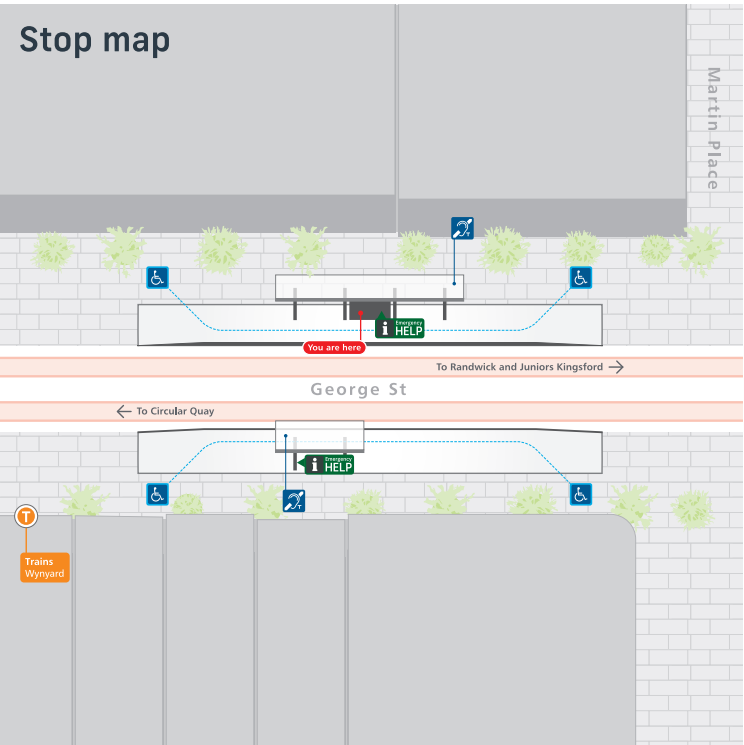 Stop map
Martin Place
T
i Emergency
HELP
You are here
To Randwick and Juniors Kingsford →
George St
← To Circular Quay
i Emergency
HELP
T
T
Trains
Wynyard